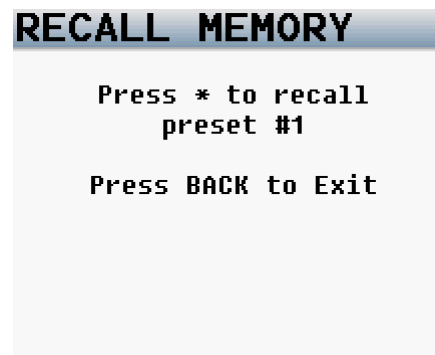 RECALL MEMORY
Press * to recall
preset #1
Press BACK to Exit